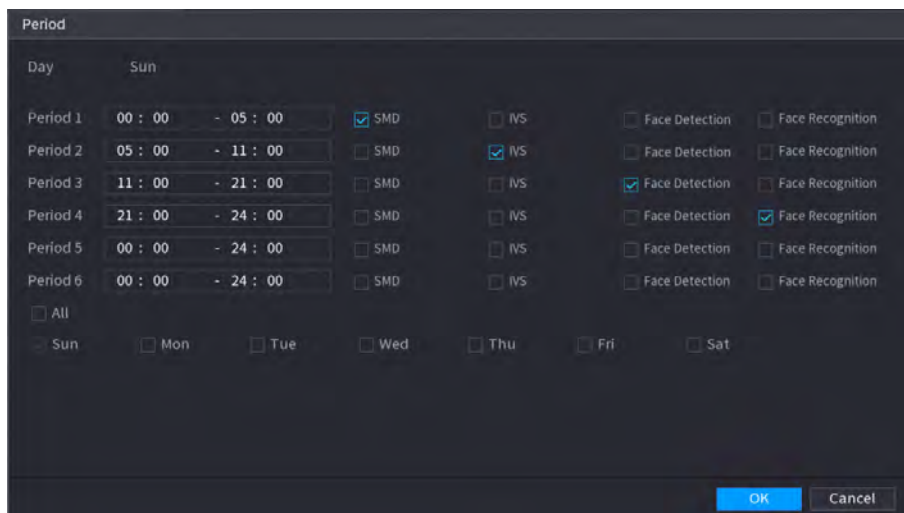 Period
Day Sun
Period 1 00 : 00 - 05 : 00 SMD IVS Face Detection Face Recognition
Period 2 05 : 00 - 11 : 00 SMD IVS Face Detection Face Recognition
Period 3 11 : 00 - 21 : 00 SMD IVS Face Detection Face Recognition
Period 4 21 : 00 - 24 : 00 SMD IVS Face Detection Face Recognition
Period 5 00 : 00 - 24 : 00 SMD IVS Face Detection Face Recognition
Period 6 00 : 00 - 24 : 00 SMD IVS Face Detection Face Recognition
All
Sun Mon Tue Wed Thu Fri Sat
OK Cancel